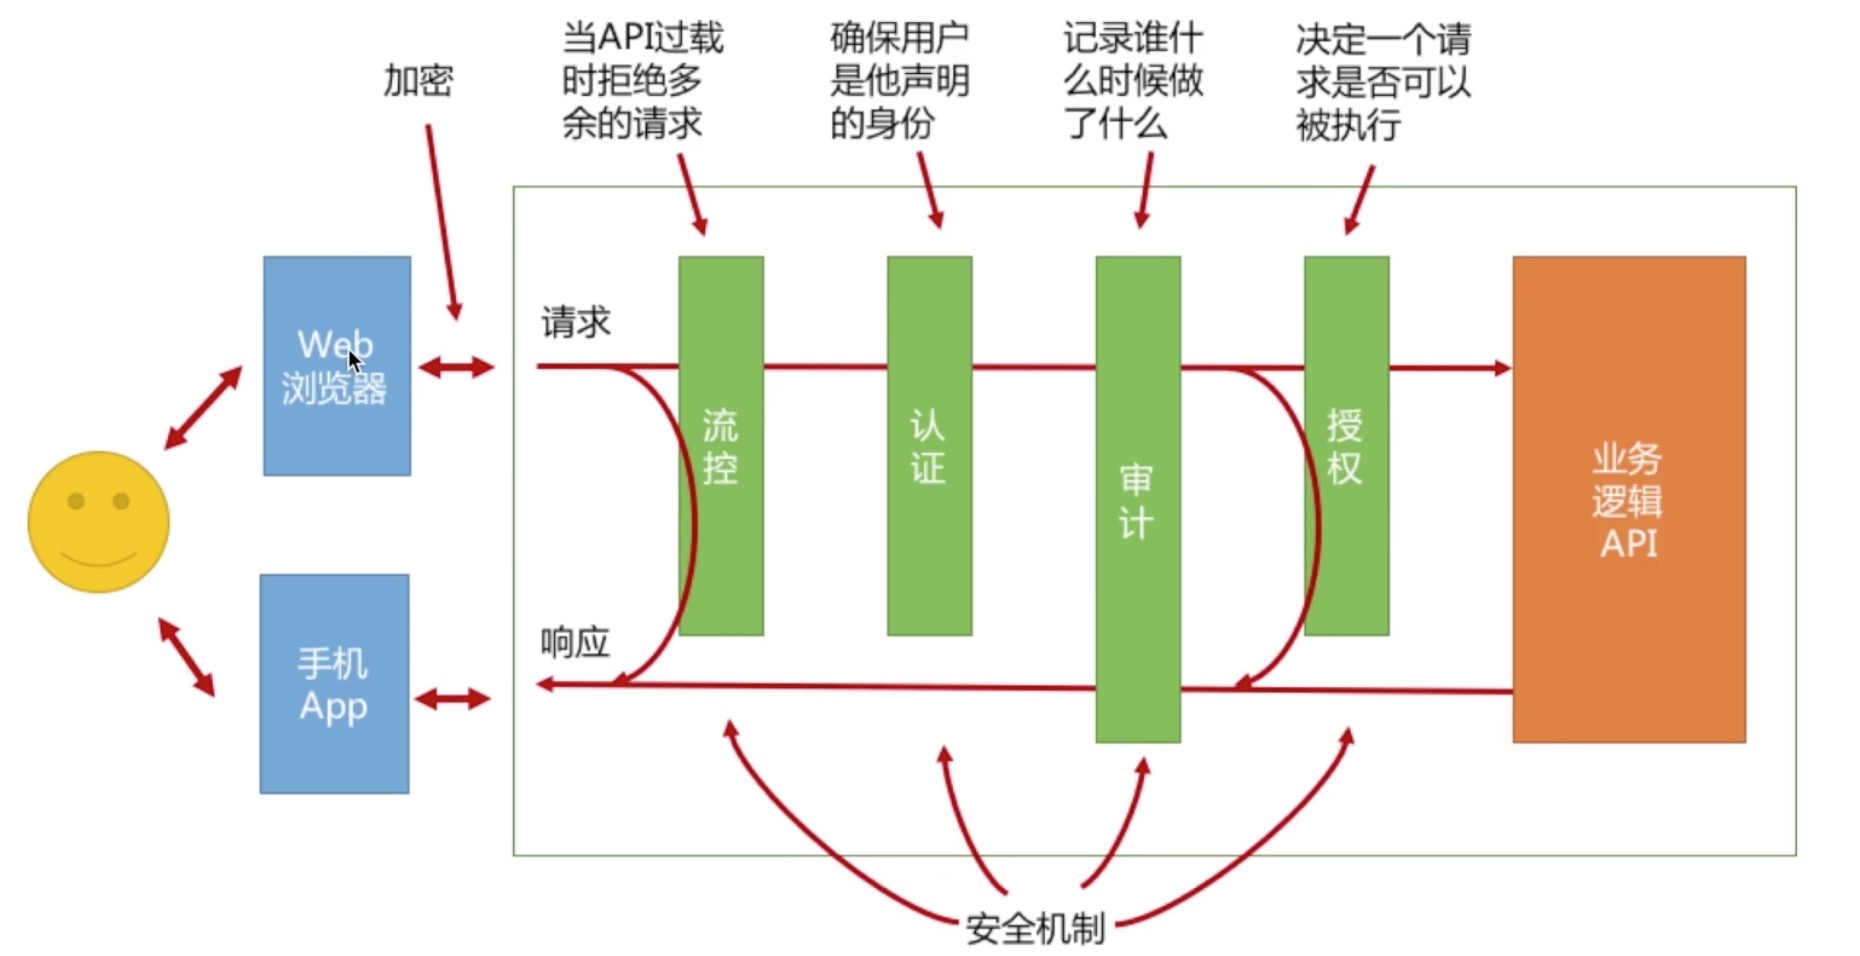 加密
当API过载
时拒绝多
余的请求
确保用户
是他声明
的身份
记录谁什
么时候做
了什么
决定一个请
求是否可以
被执行
Web
浏览器
手机
App
请求
响应
流
控
认
证
审
计
授
权
业务
逻辑
API
安全机制